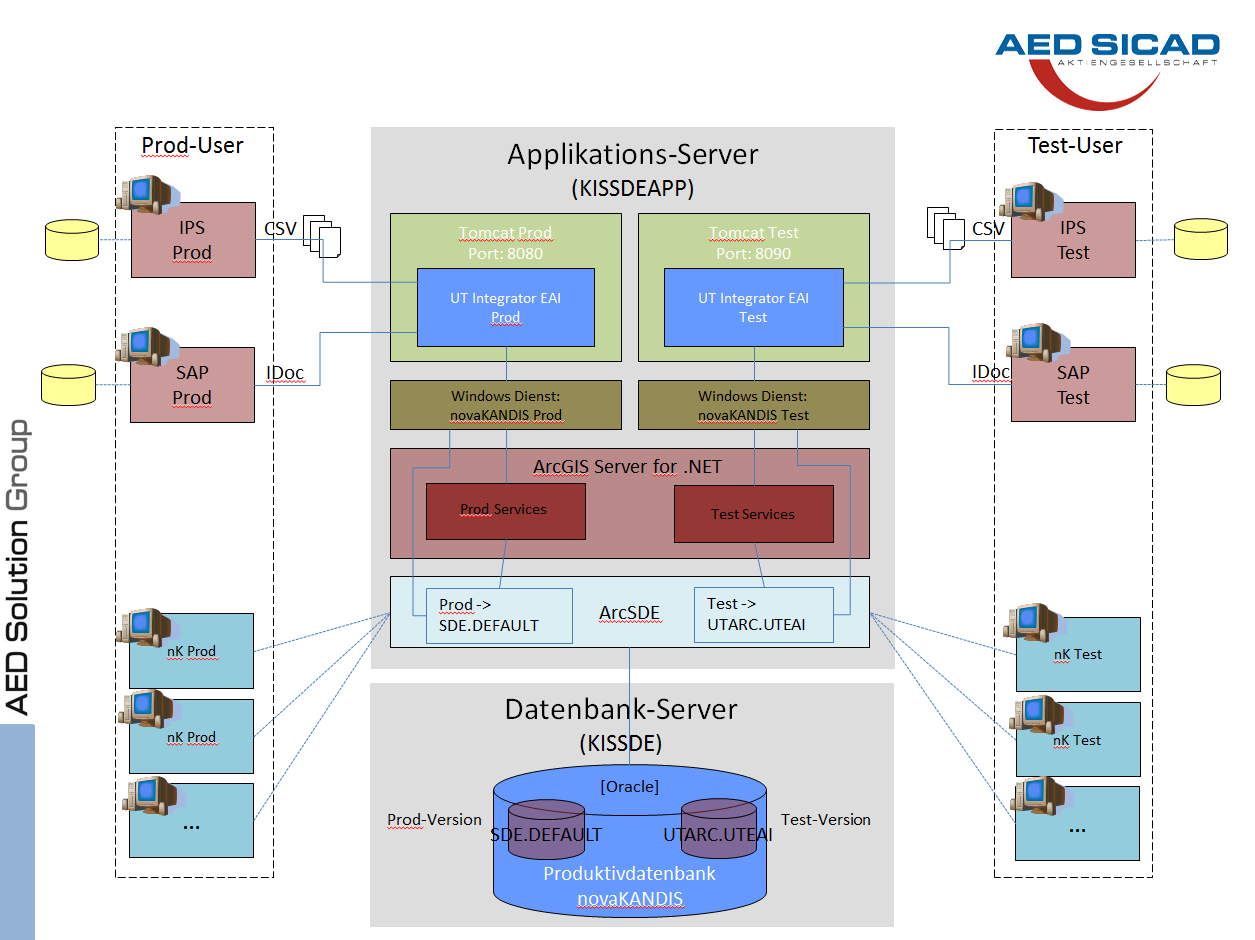 AED SICAD
AKTIENGESELLSCHAFT
Prod-User
IPS
Prod
CSV
SAP
Prod
IDoc
nK Prod
nK Prod
...
Applikations-Server
(KISSDEAPP)
Tomcat Prod
Port: 8080
UT Integrator EAI
Prod
Tomcat Test
Port: 8090
UT Integrator EAI
Test
Windows Dienst:
novaKANDIS Prod
Windows Dienst:
novaKANDIS Test
ArcGIS Server for .NET
Prod Services
Test Services
Prod ->
SDE.DEFAULT
ArcSDE
Test ->
UTARC.UTEAI
Datenbank-Server
(KISSDE)
[Oracle]
Prod-Version
SDE.DEFAULT
UTARC.UTEAI
Test-Version
Produktivdatenbank
novaKANDIS
Test-User
CSV
IPS
Test
IDoc
SAP
Test
nK Test
nK Test
...
AED Solution Group